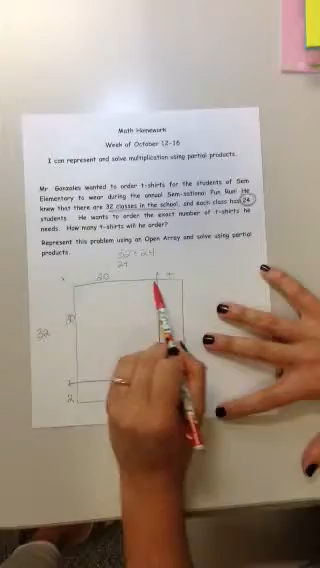 Math Homework
Week of October 12-16
I can represent and solve multiplication using partial products.
Mr. Gonzales wanted to order t-shirts for the students of Sem
Elementary to wear during the annual Sem-sational Fun Run! He
knew that there are 32 classes in the school, and each class has 24
students. He wants to order the exact number of t-shirts he
needs. How many t-shirts will he order?
Represent this problem using an Open Array and solve using partial
products.
32 × 24
24
20 + 4
32
30
+
2